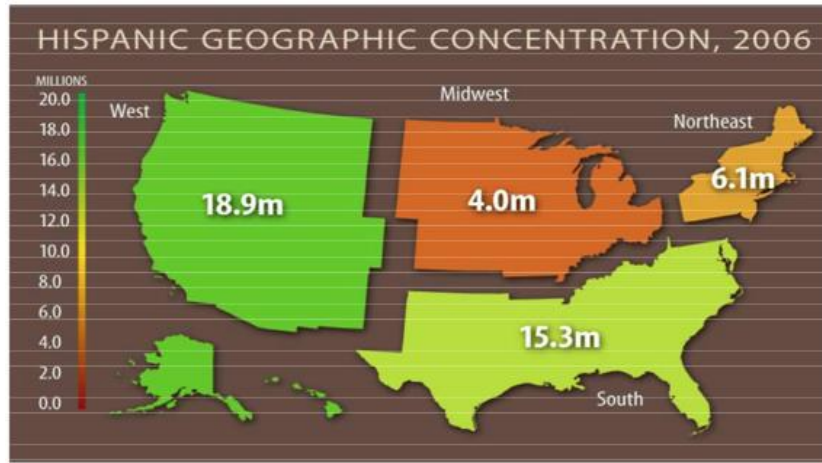 HISPANIC GEOGRAPHIC CONCENTRATION, 2006
MILLIONS
20.0
18.0
16.0
14.0
12.0
10.0
8.0
6.0
4.0
2.0
0.0
West
18.9m
Midwest
4.0m
Northeast
6.1m
15.3m
South